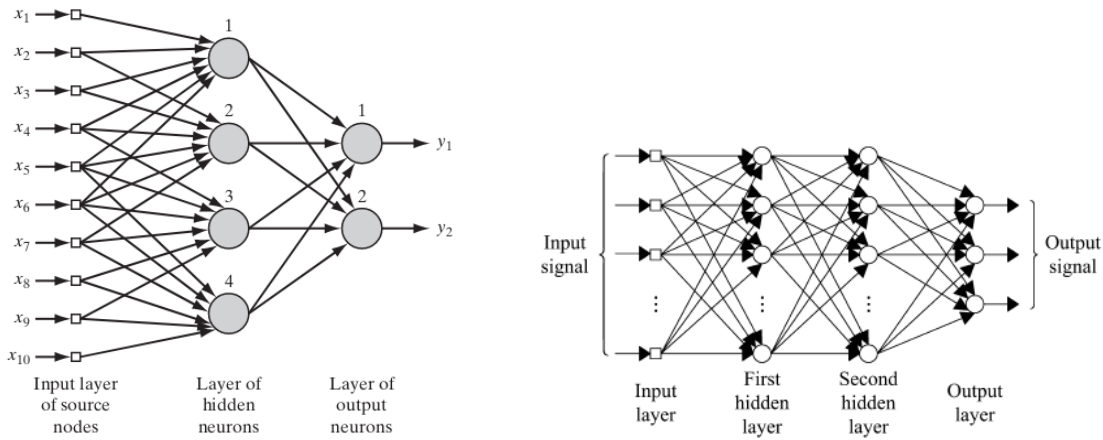 x1
x2
x3
x4
x5
x6
x7
x8
x9
x10
1
2
3
4
1
2
y1
y2
Input layer
of source
nodes
Layer of
hidden
neurons
Layer of
output
neurons
Input
signal
Output
signal
Input
layer
First
hidden
layer
Second
hidden
layer
Output
layer